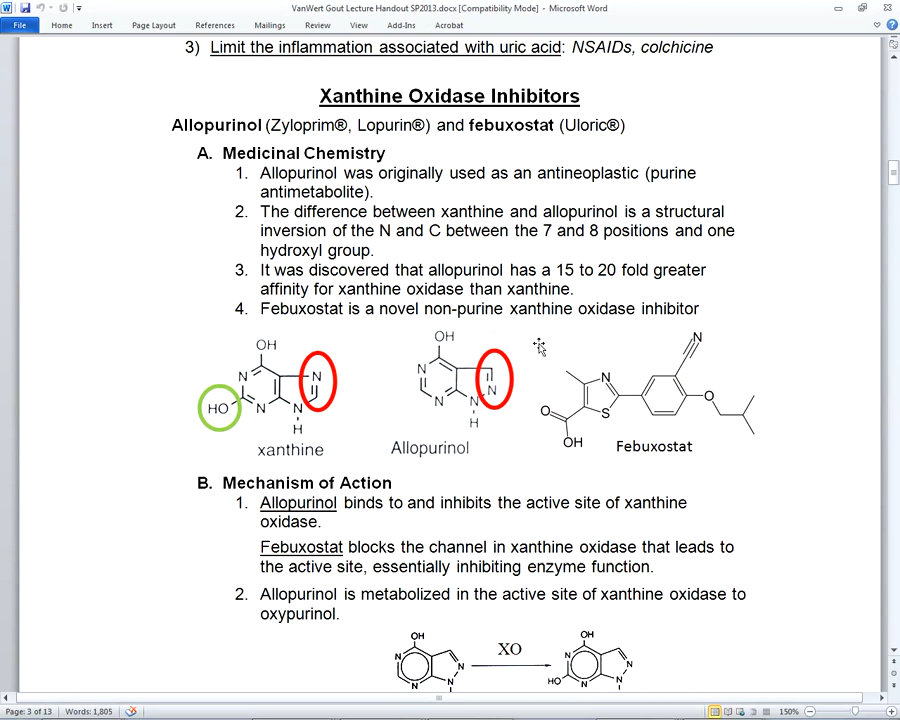 VanWert Gout Lecture Handout SP2013.docx [Compatibility Mode] - Microsoft Word
File Home Insert Page Layout References Mailings Review View Add-Ins Acrobat
3) Limit the inflammation associated with uric acid: NSAIDs, colchicine
Xanthine Oxidase Inhibitors
Allopurinol (Zyloprim®, Lopurin®) and febuxostat (Uloric®)
A. Medicinal Chemistry
1. Allopurinol was originally used as an antineoplastic (purine
antimetabolite).
2. The difference between xanthine and allopurinol is a structural
inversion of the N and C between the 7 and 8 positions and one
hydroxyl group.
3. It was discovered that allopurinol has a 15 to 20 fold greater
affinity for xanthine oxidase than xanthine.
4. Febuxostat is a novel non-purine xanthine oxidase inhibitor
OH
N
N
HO
N
N
H
xanthine
OH
N
N
N
N
H
Allopurinol
N
N
O
S
O
OH
Febuxostat
B. Mechanism of Action
1. Allopurinol binds to and inhibits the active site of xanthine
oxidase.
Febuxostat blocks the channel in xanthine oxidase that leads to
the active site, essentially inhibiting enzyme function.
2. Allopurinol is metabolized in the active site of xanthine oxidase to
oxypurinol.
OH
N
N
N
N
XO
OH
N
N
HO
N
N
Page: 3 of 13 Words: 1,805 150%